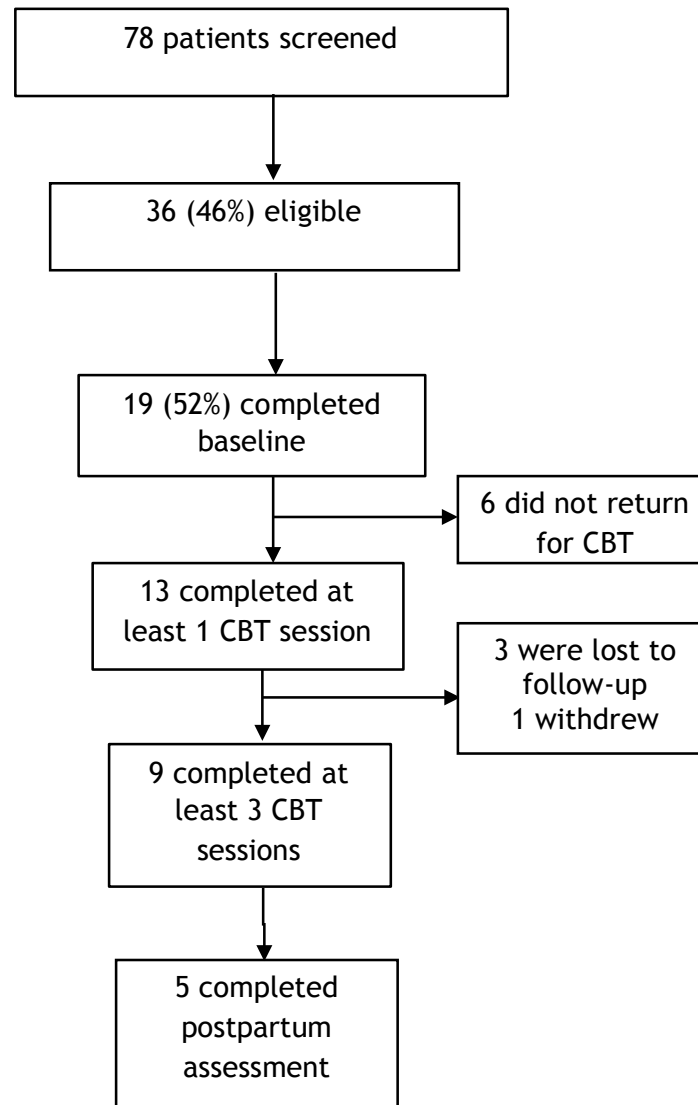 78 patients screened
36 (46%) eligible
19 (52%) completed
baseline
6 did not return
for CBT
13 completed at
least 1 CBT session
3 were lost to
follow-up
1 withdrew
9 completed at
least 3 CBT
sessions
5 completed
postpartum
assessment